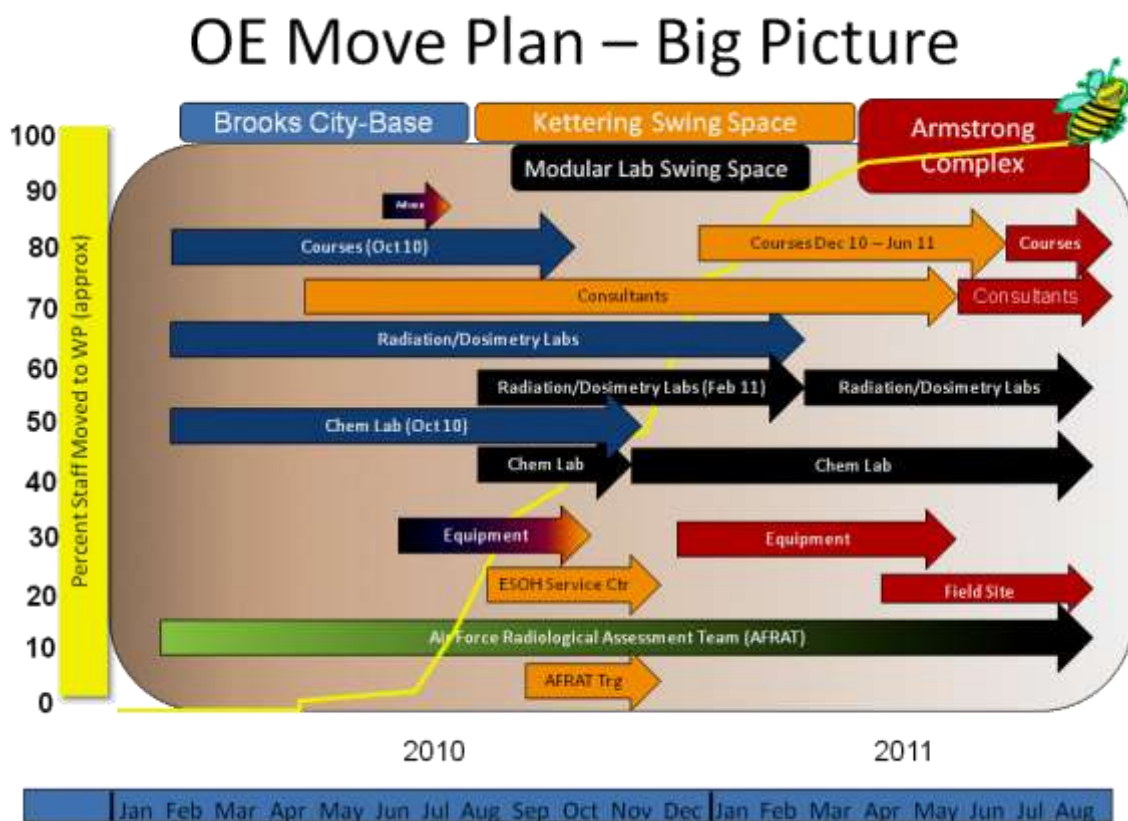 OE Move Plan – Big Picture
Brooks City-Base
Kettering Swing Space
Armstrong
Complex
Modular Lab Swing Space
Percent Staff Moved to WP (approx)
100
90
80
70
60
50
40
30
20
10
0
Courses (Oct 10)
Courses Dec 10 – Jun 11
Courses
Consultants
Consultants
Radiation/Dosimetry Labs
Radiation/Dosimetry Labs (Feb 11)
Radiation/Dosimetry Labs
Chem Lab (Oct 10)
Chem Lab
Chem Lab
Equipment
Equipment
ESOH Service Ctr
Field Site
Air Force Radiological Assessment Team (AFRAT)
AFRAT Trg
2010
2011
Jan Feb Mar Apr May Jun Jul Aug Sep Oct Nov Dec Jan Feb Mar Apr May Jun Jul Aug